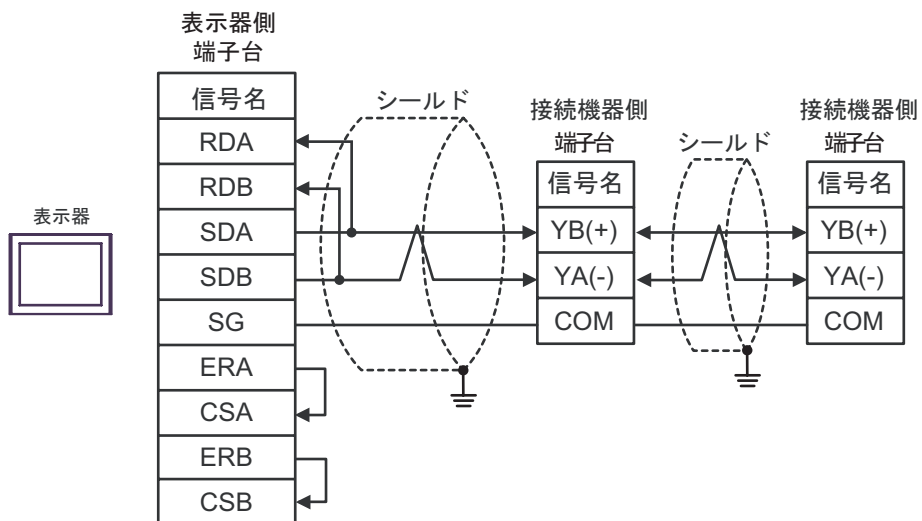 表示器側
端子台
信号名
RDA
RDB
SDA
SDB
SG
ERA
CSA
ERB
CSB
表示器
シールド
接続機器側
端子台
信号名
YB(+)
YA(-)
COM
シールド
接続機器側
端子台
信号名
YB(+)
YA(-)
COM